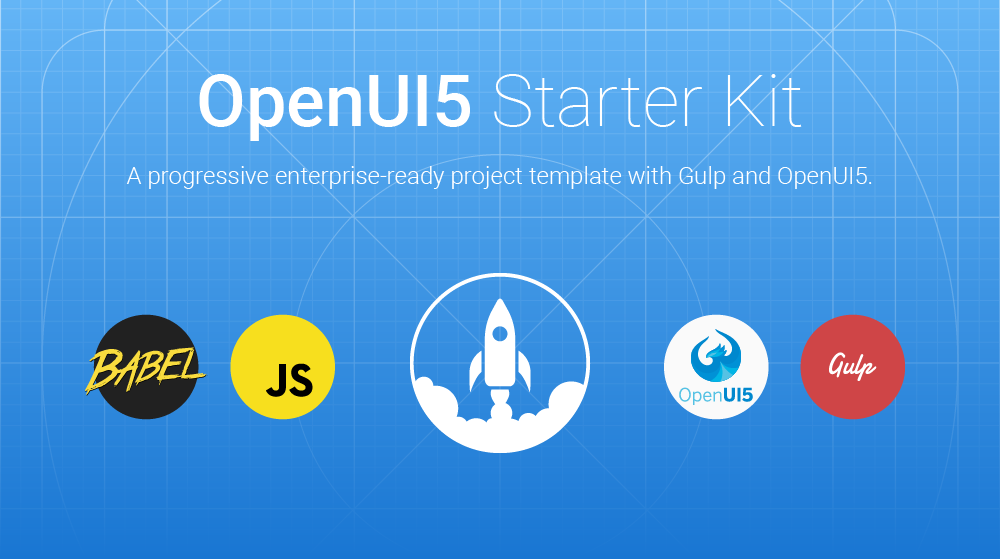 OpenUI5 Starter Kit
A progressive enterprise-ready project template with Gulp and OpenUI5.
BABEL
JS
OpenUI5
Gulp